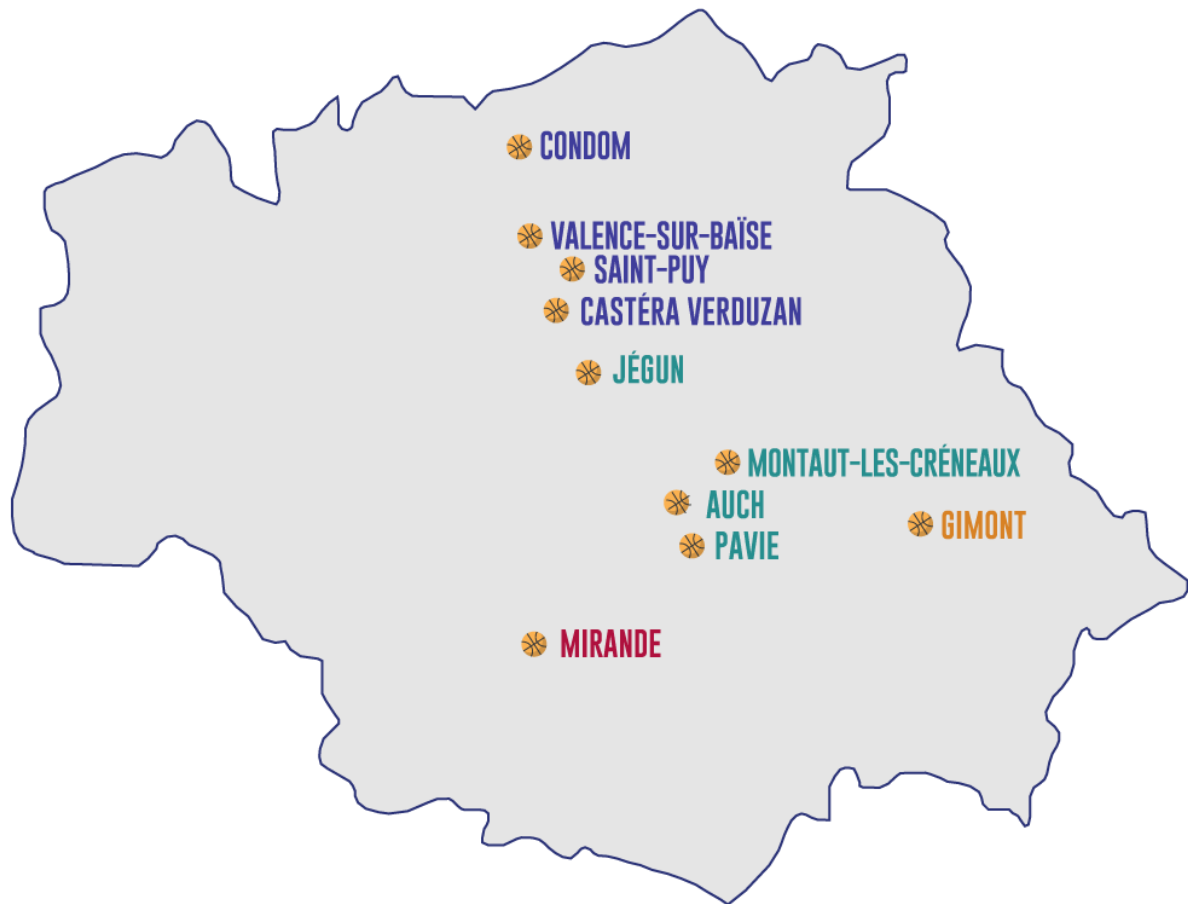 CONDOM
VALENCE-SUR-BAÏSE
SAINT-PUY
CASTÉRA VERDUZAN
JÉGUN
MONTAUT-LES-CRÉNEAUX
AUCH
GIMONT
PAVIE
MIRANDE